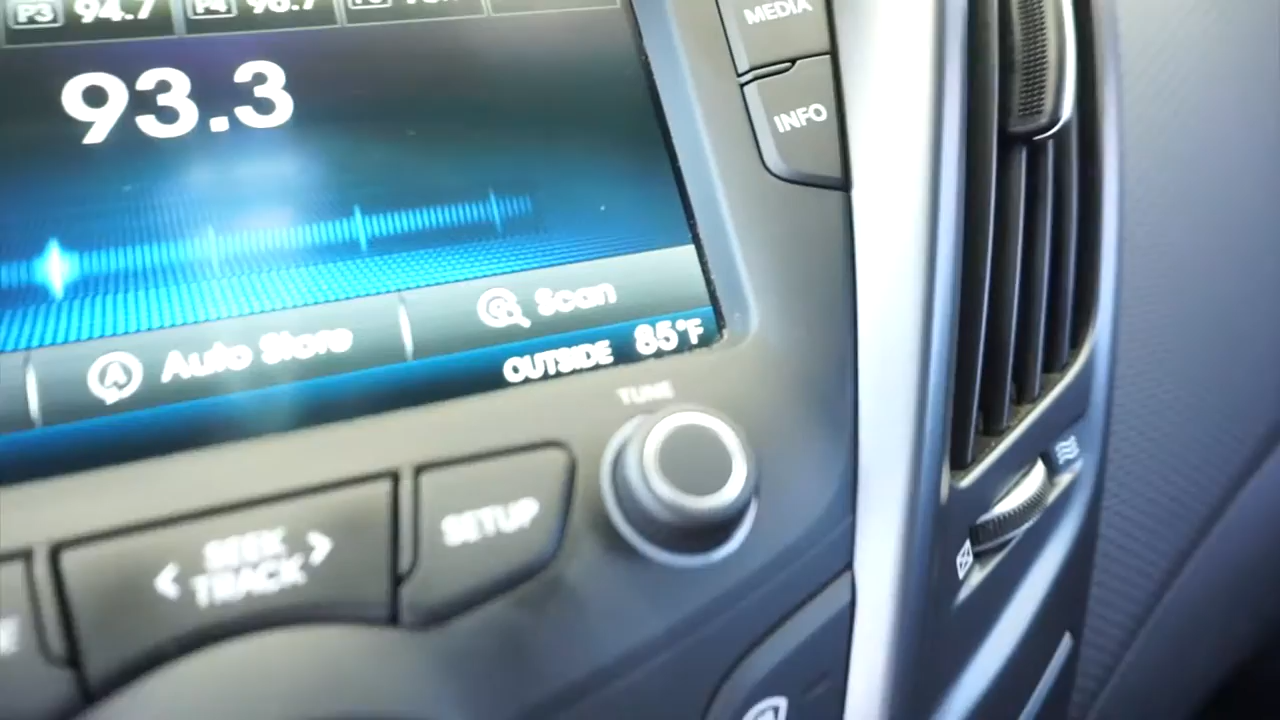 P3 94.7 P4 96.7
MEDIA
93.3
INFO
Scan
Auto Store
OUTSIDE 85°F
TUNE
SETUP
< SEEK >
TRACK